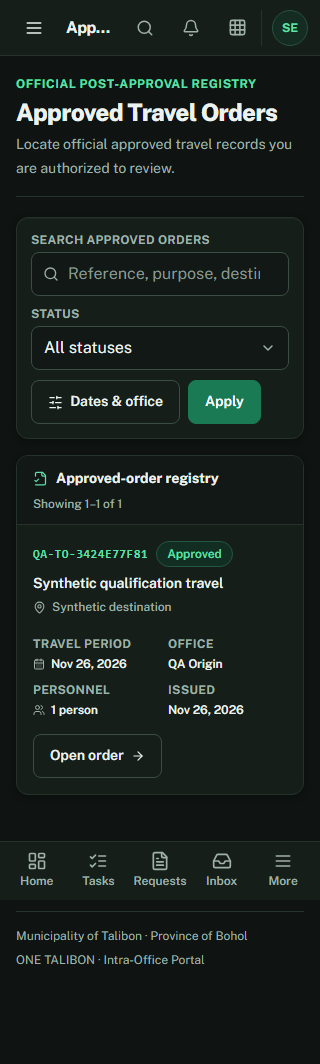 App...
SE
OFFICIAL POST-APPROVAL REGISTRY
Approved Travel Orders
Locate official approved travel records you
are authorized to review.
SEARCH APPROVED ORDERS
Reference, purpose, desti
STATUS
All statuses
Dates & office
Apply
Approved-order registry
Showing 1–1 of 1
QA-TO-3424E77F81
Approved
Synthetic qualification travel
Synthetic destination
TRAVEL PERIOD
OFFICE
Nov 26, 2026
QA Origin
PERSONNEL
ISSUED
1 person
Nov 26, 2026
Open order
Home
Tasks
Requests
Inbox
More
Municipality of Talibon · Province of Bohol
ONE TALIBON · Intra-Office Portal